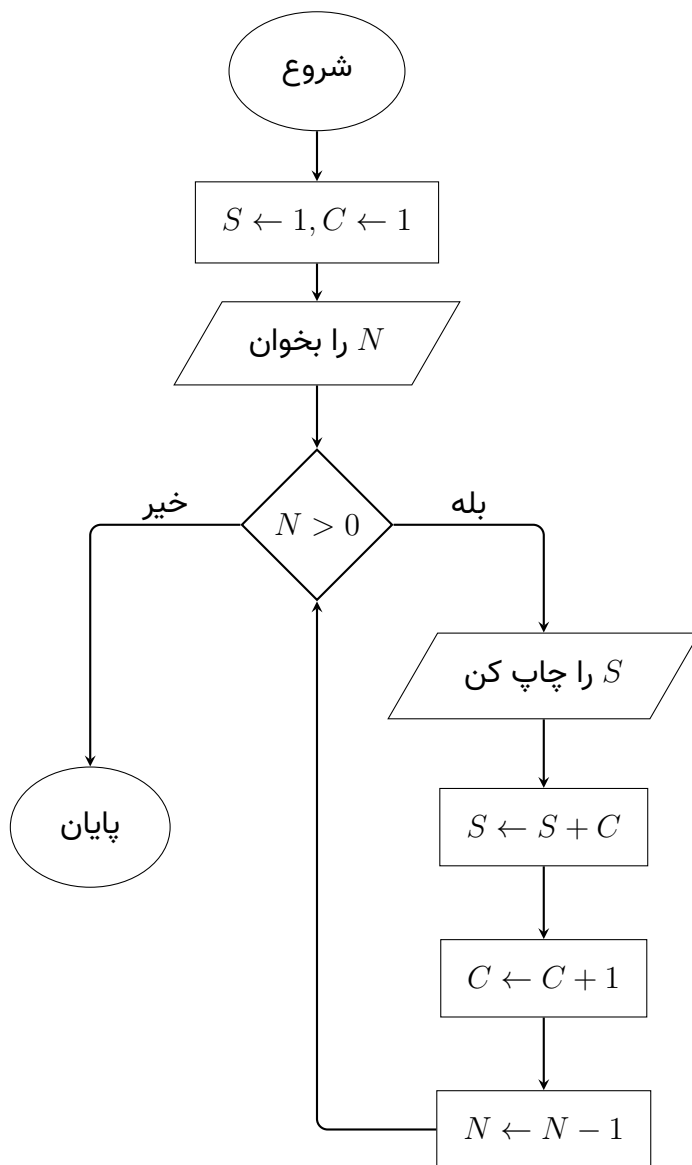 شروع
S ← 1, C ← 1
N را بخوان
N > 0
خیر
بله
S را چاپ کن
S ← S + C
پایان
C ← C + 1
N ← N − 1